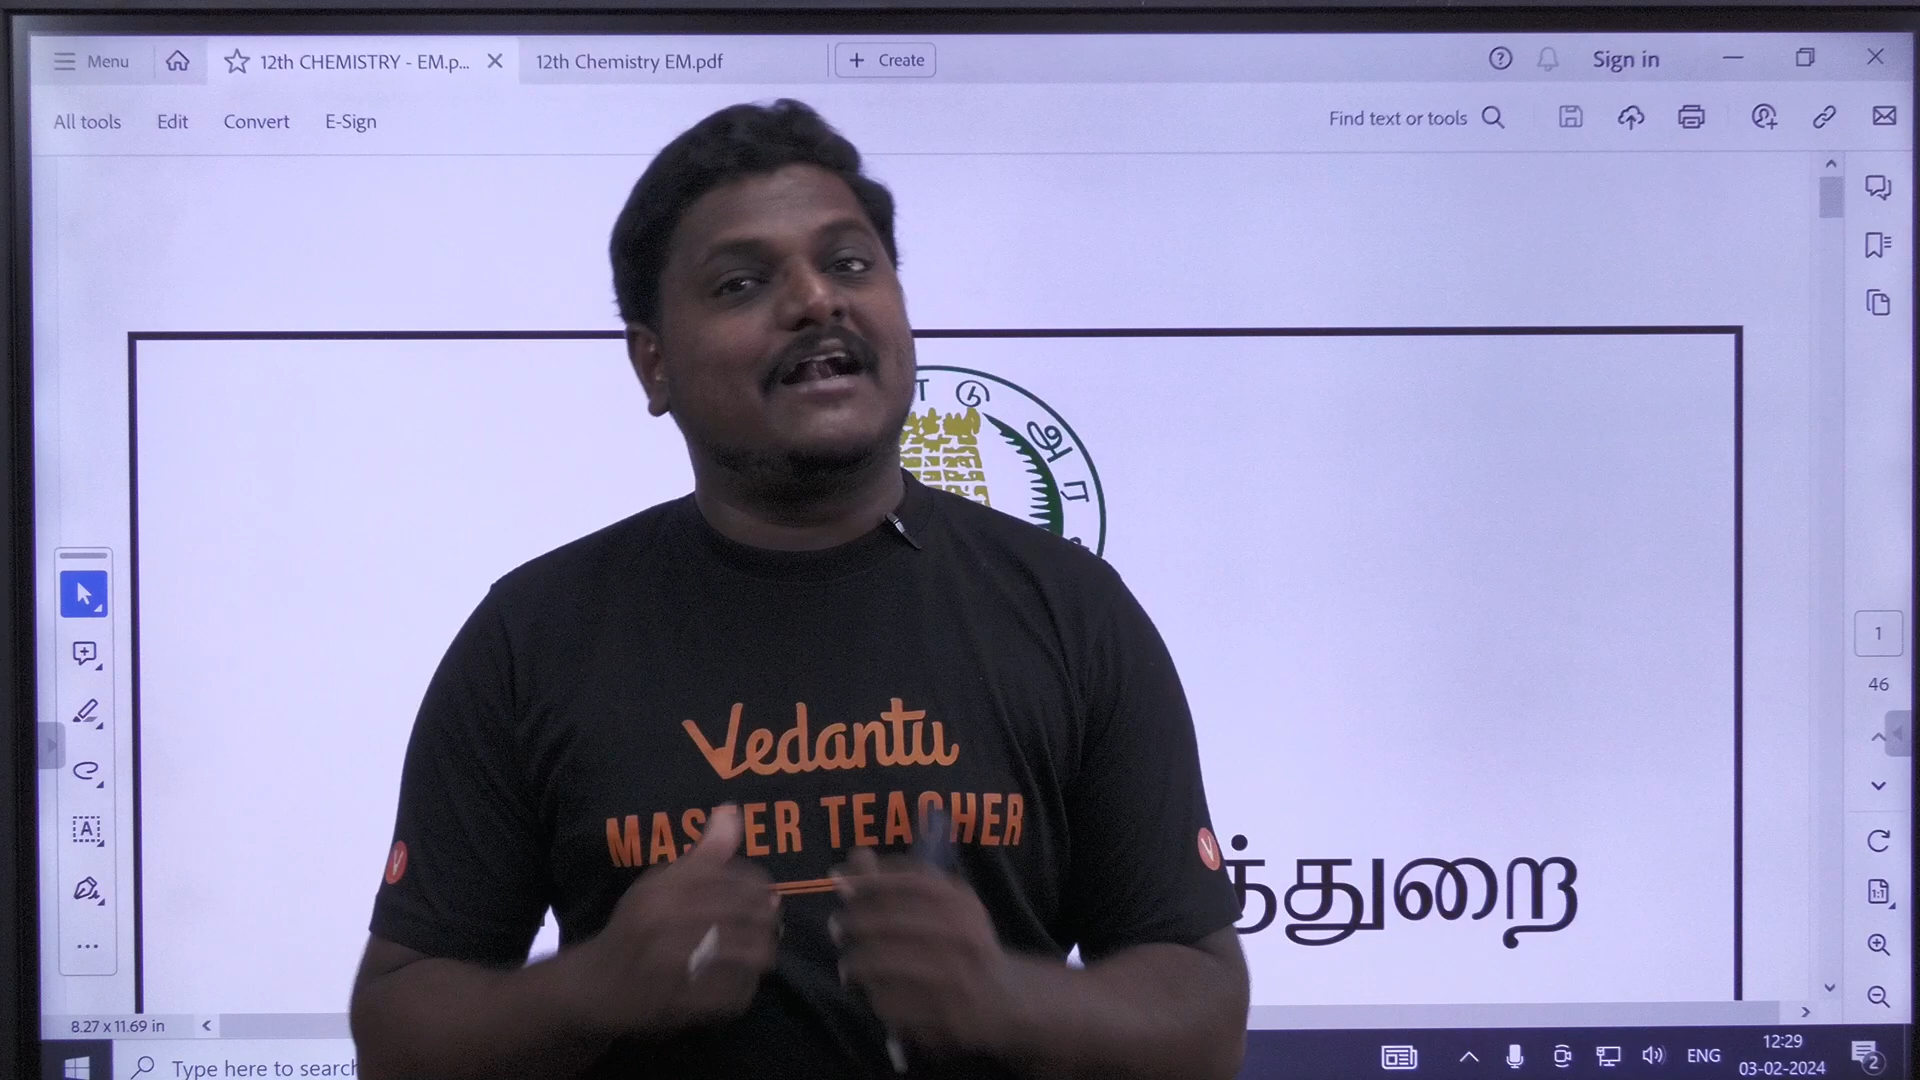 Menu
12th CHEMISTRY - EM.p...
12th Chemistry EM.pdf
+ Create
Sign in
All tools
Edit
Convert
E-Sign
Find text or tools
டு அர
Vedantu
MASTER TEACHER
த்துறை
1
46
8.27 x 11.69 in
Type here to search
ENG
12:29
03-02-2024
2